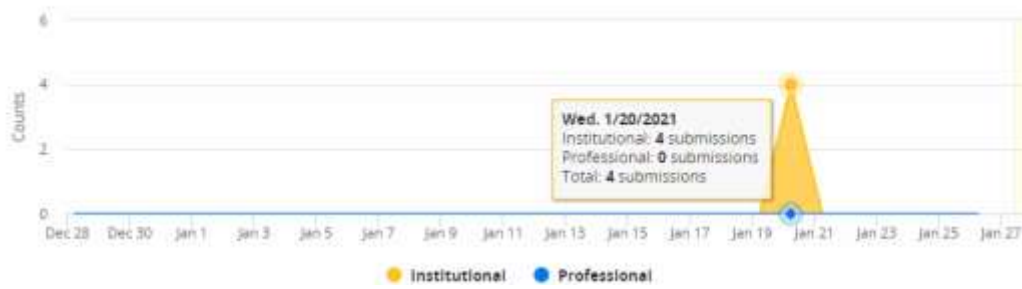 6
4
2
0
Counts
Wed. 1/20/2021
Institutional: 4 submissions
Professional: 0 submissions
Total: 4 submissions
Dec 28 Dec 30 Jan 1 Jan 3 Jan 5 Jan 7 Jan 9 Jan 11 Jan 13 Jan 15 Jan 17 Jan 19 Jan 21 Jan 23 Jan 25 Jan 27
Institutional Professional